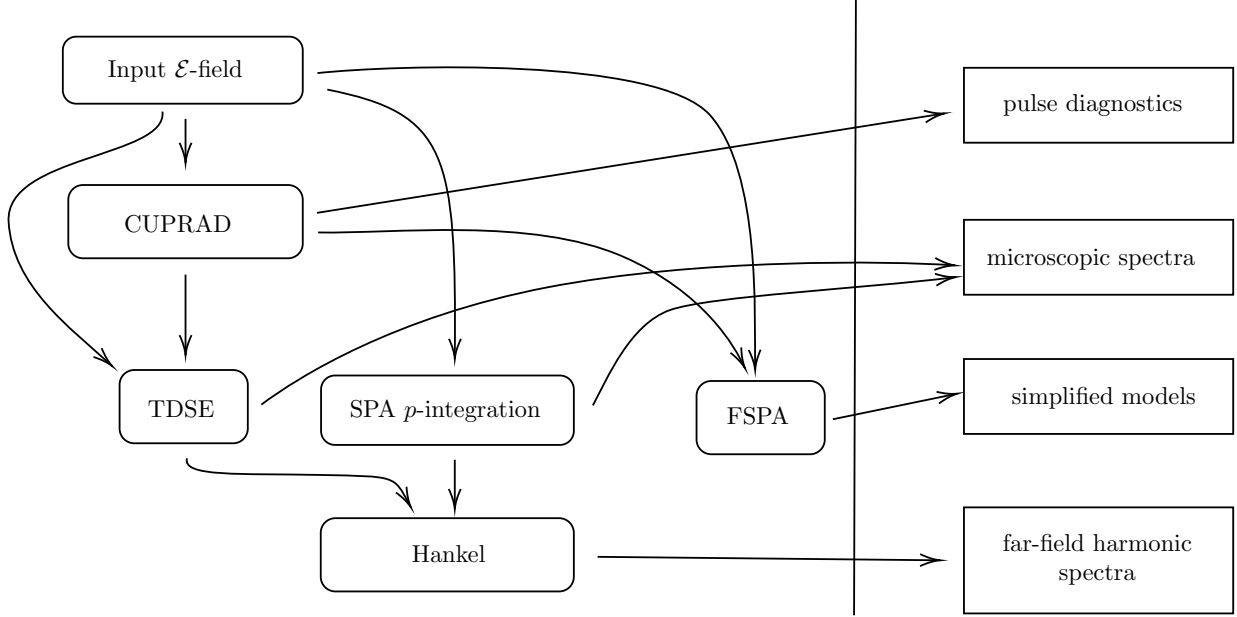 Input ℰ-field
pulse diagnostics
CUPRAD
microscopic spectra
TDSE
SPA p-integration
FSPA
simplified models
Hankel
far-field harmonic
spectra